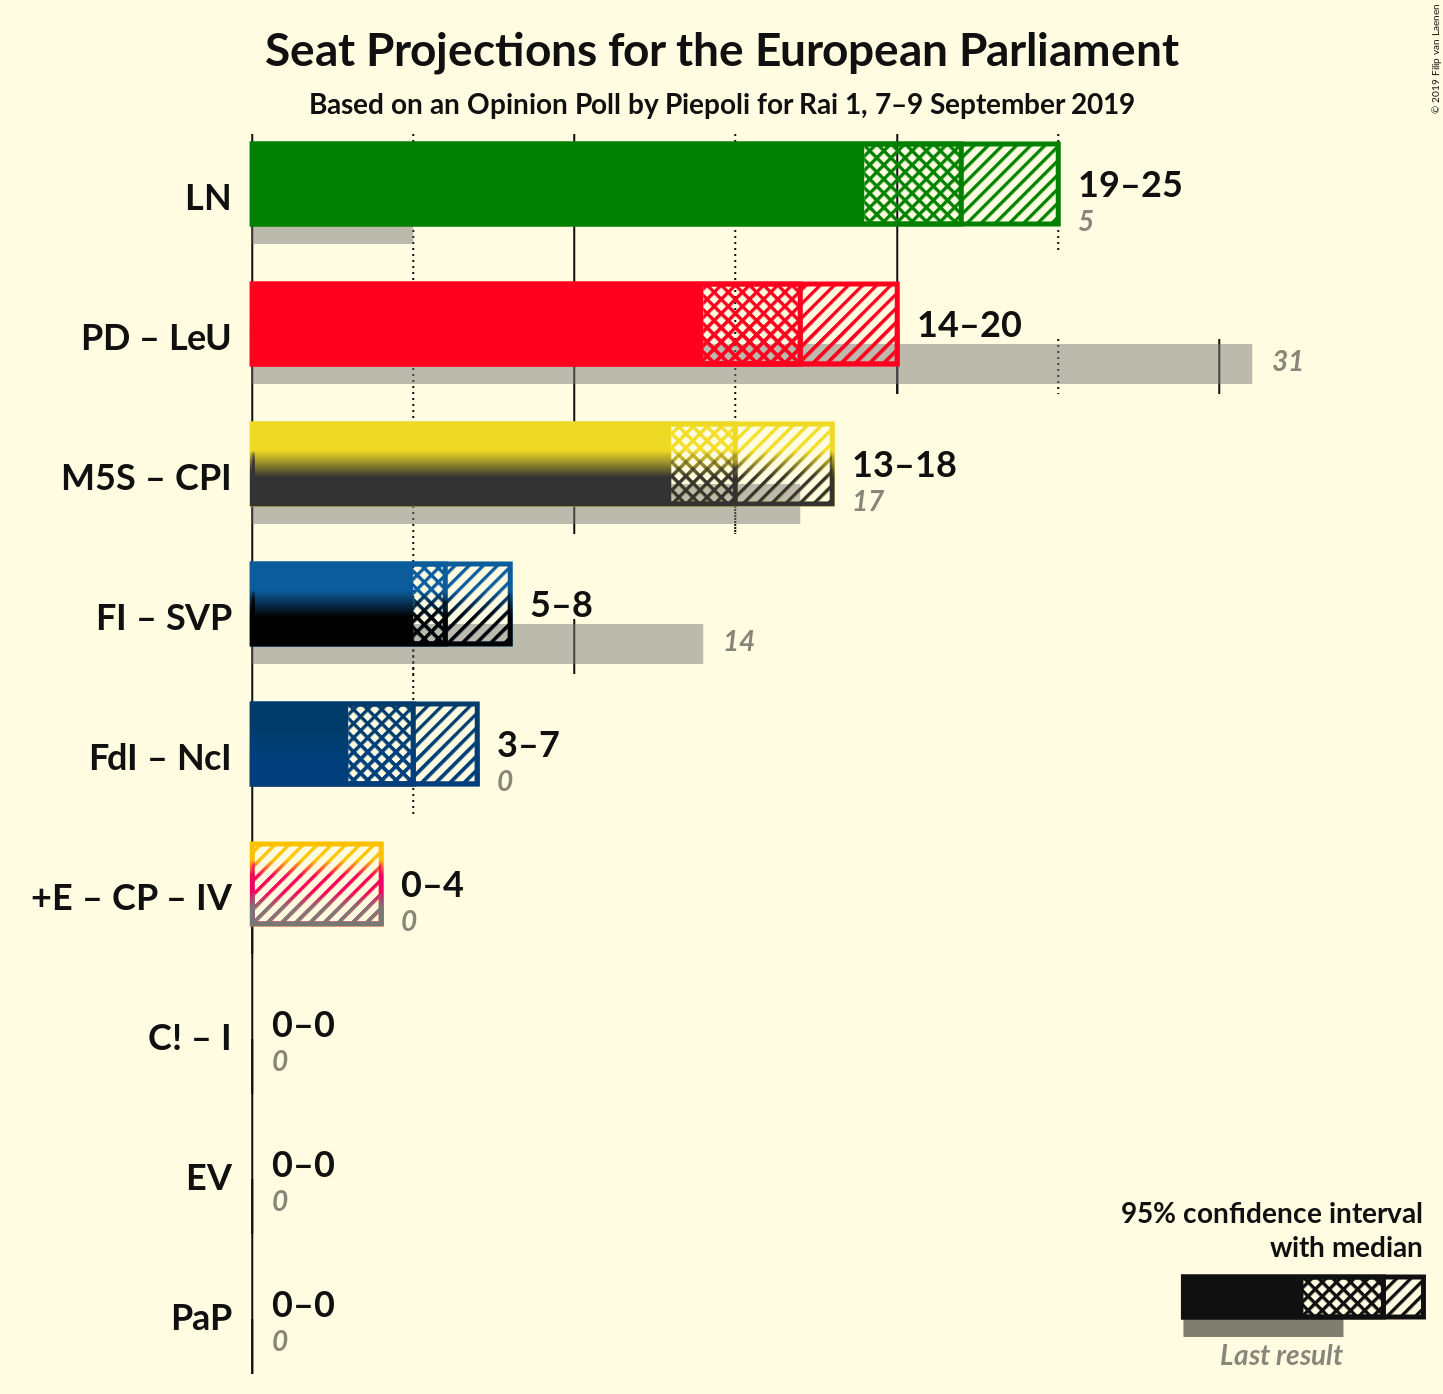 Seat Projections for the European Parliament
Based on an Opinion Poll by Piepoli for Rai 1, 7–9 September 2019
© 2019 Filip van Laenen
LN
19–25
5
PD – LeU
14–20
31
M5S – CPI
13–18
17
FI – SVP
5–8
14
FdI – NcI
3–7
0
+E – CP – IV
0–4
0
C! – I
0–0
0
EV
0–0
0
PaP
0–0
0
95% confidence interval
with median
Last result